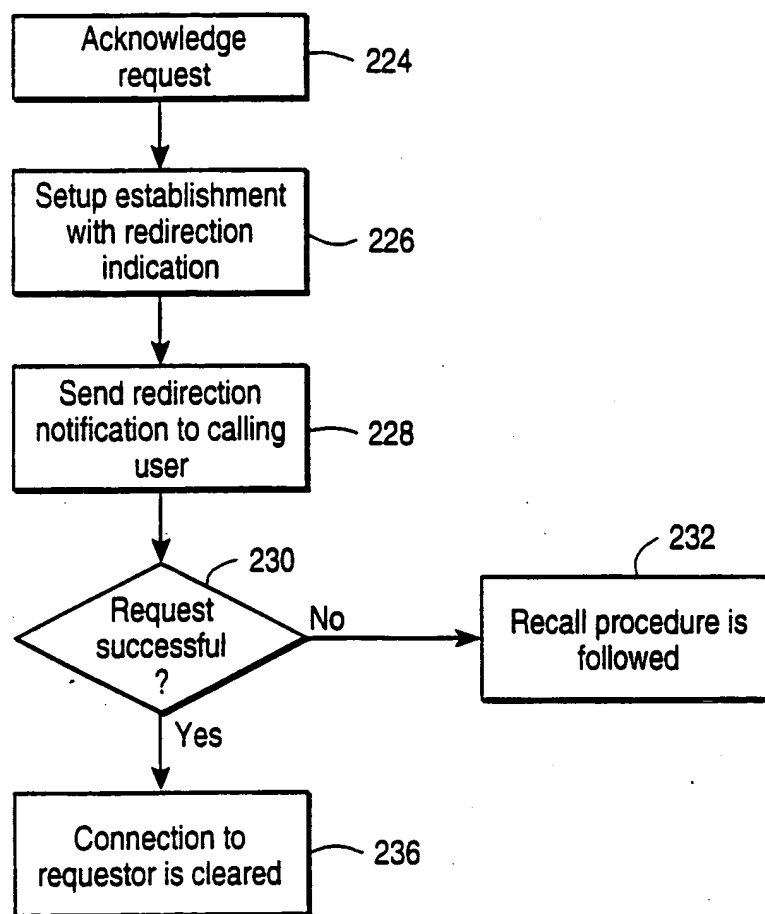 Acknowledge
request
224
Setup establishment
with redirection
indication
226
Send redirection
notification to calling
user
228
230
Request
successful
?
No
232
Recall procedure is
followed
Yes
Connection to
requestor is cleared
236